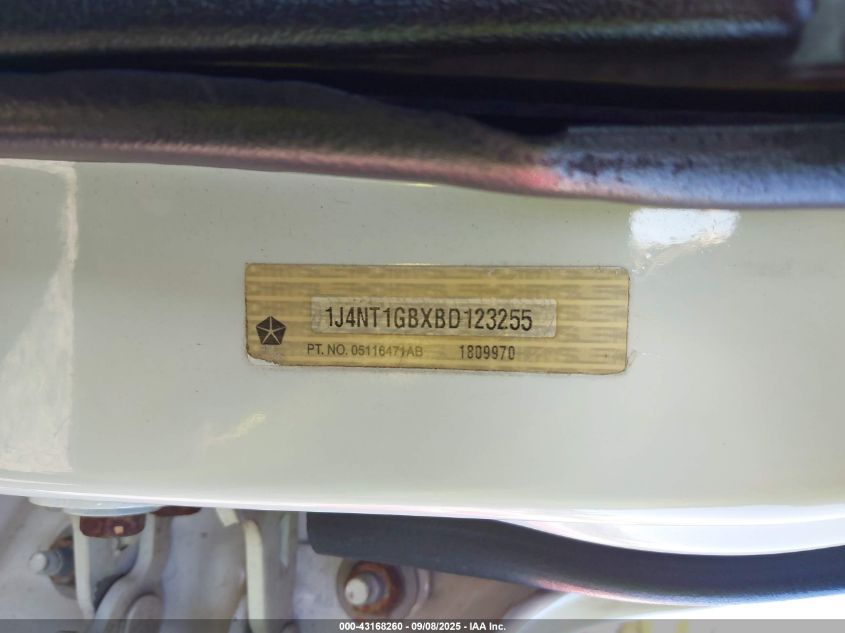 1J4NT1GBXBD123255
PT. NO. 05116471AB 1809970
000-43168260 - 09/08/2025 - IAA Inc.